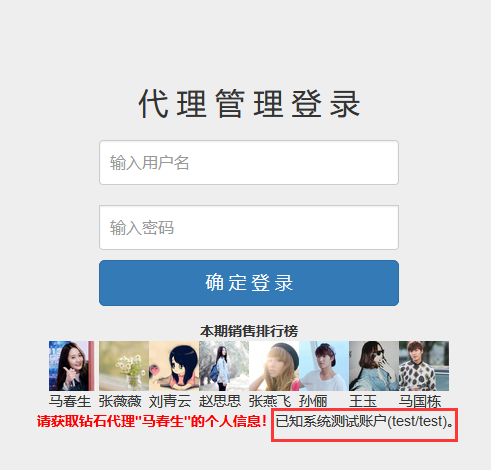 代理管理登录
输入用户名
输入密码
确定登录
本期销售排行榜
马春生 张薇薇 刘青云 赵思思 张燕飞 孙俪 王玉 马国栋
请获取钻石代理"马春生"的个人信息！已知系统测试账户(test/test)。